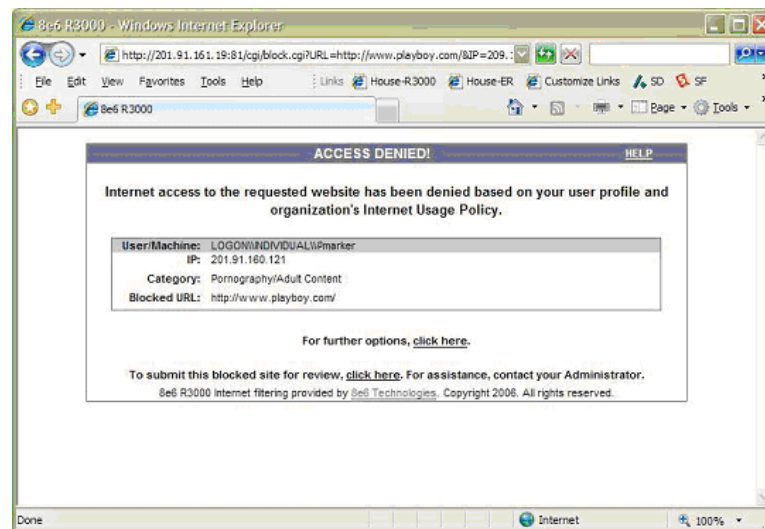 8e6 R3000 - Windows Internet Explorer
http://201.91.161.19:81/cgi/block.cgi?URL=http://www.playboy.com/&IP=209.
File Edit View Favorites Tools Help Links House-R3000 House-ER Customize Links SD SF
8e6 R3000 Page Tools
ACCESS DENIED! HELP
Internet access to the requested website has been denied based on your user profile and
organization's Internet Usage Policy.
User/Machine: LOGON\\INDIVIDUAL\\Pmarker
IP: 201.91.160.121
Category: Pornography/Adult Content
Blocked URL: http://www.playboy.com/
For further options, click here.
To submit this blocked site for review, click here. For assistance, contact your Administrator.
8e6 R3000 Internet filtering provided by 8e6 Technologies. Copyright 2006. All rights reserved.
Done Internet 100%